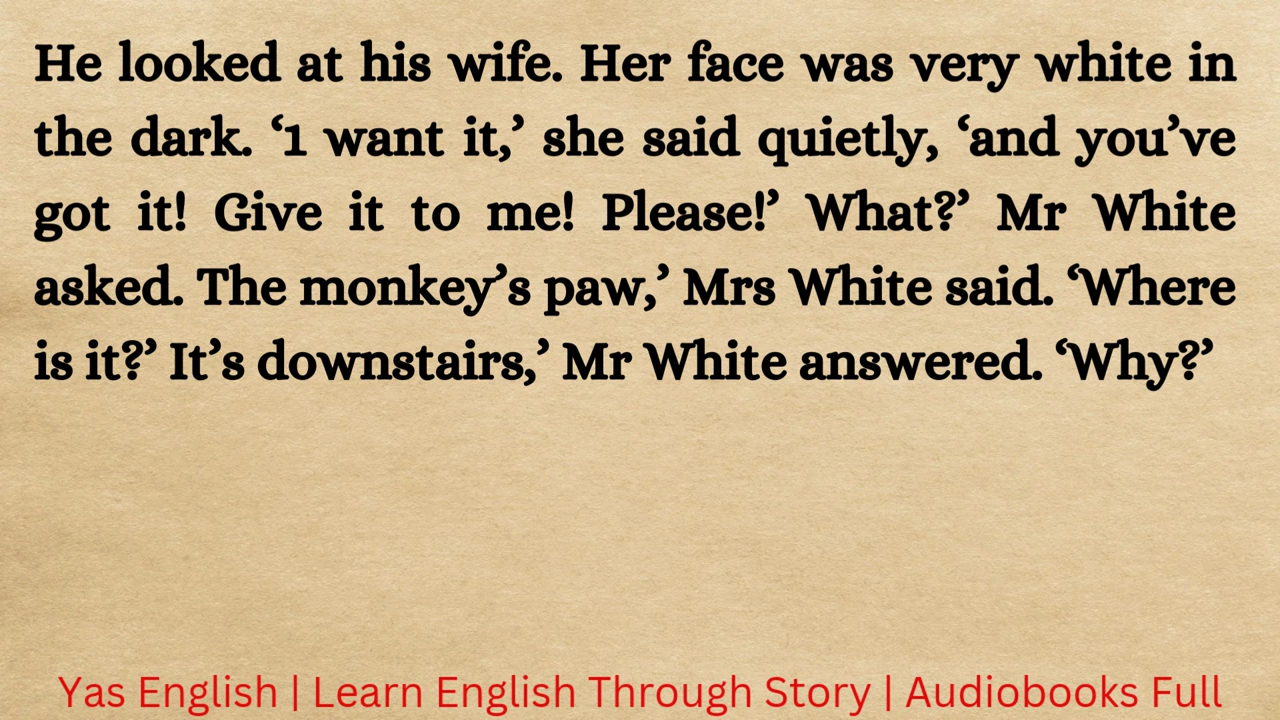 He looked at his wife. Her face was very white in
the dark. ‘1 want it,’ she said quietly, ‘and you’ve
got it! Give it to me! Please!’ What?’ Mr White
asked. The monkey’s paw,’ Mrs White said. ‘Where
is it?’ It’s downstairs,’ Mr White answered. ‘Why?’
Yas English | Learn English Through Story | Audiobooks Full